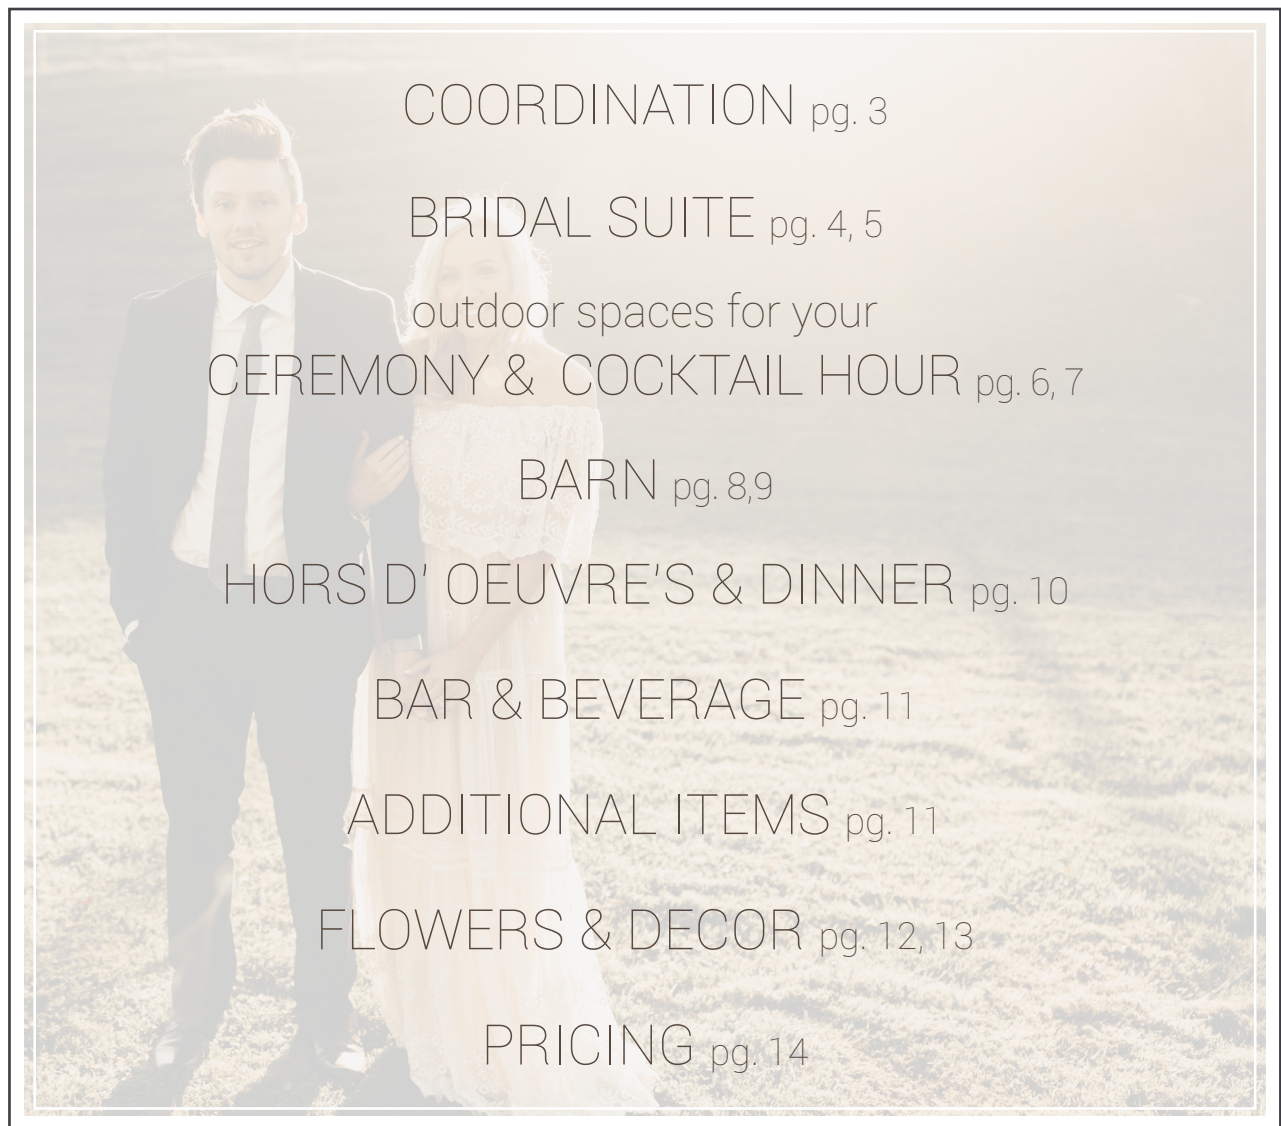 COORDINATION pg. 3
BRIDAL SUITE pg. 4, 5
outdoor spaces for your
CEREMONY & COCKTAIL HOUR pg. 6, 7
BARN pg. 8,9
HORS D' OEUVRE'S & DINNER pg. 10
BAR & BEVERAGE pg. 11
ADDITIONAL ITEMS pg. 11
FLOWERS & DECOR pg. 12, 13
PRICING pg. 14